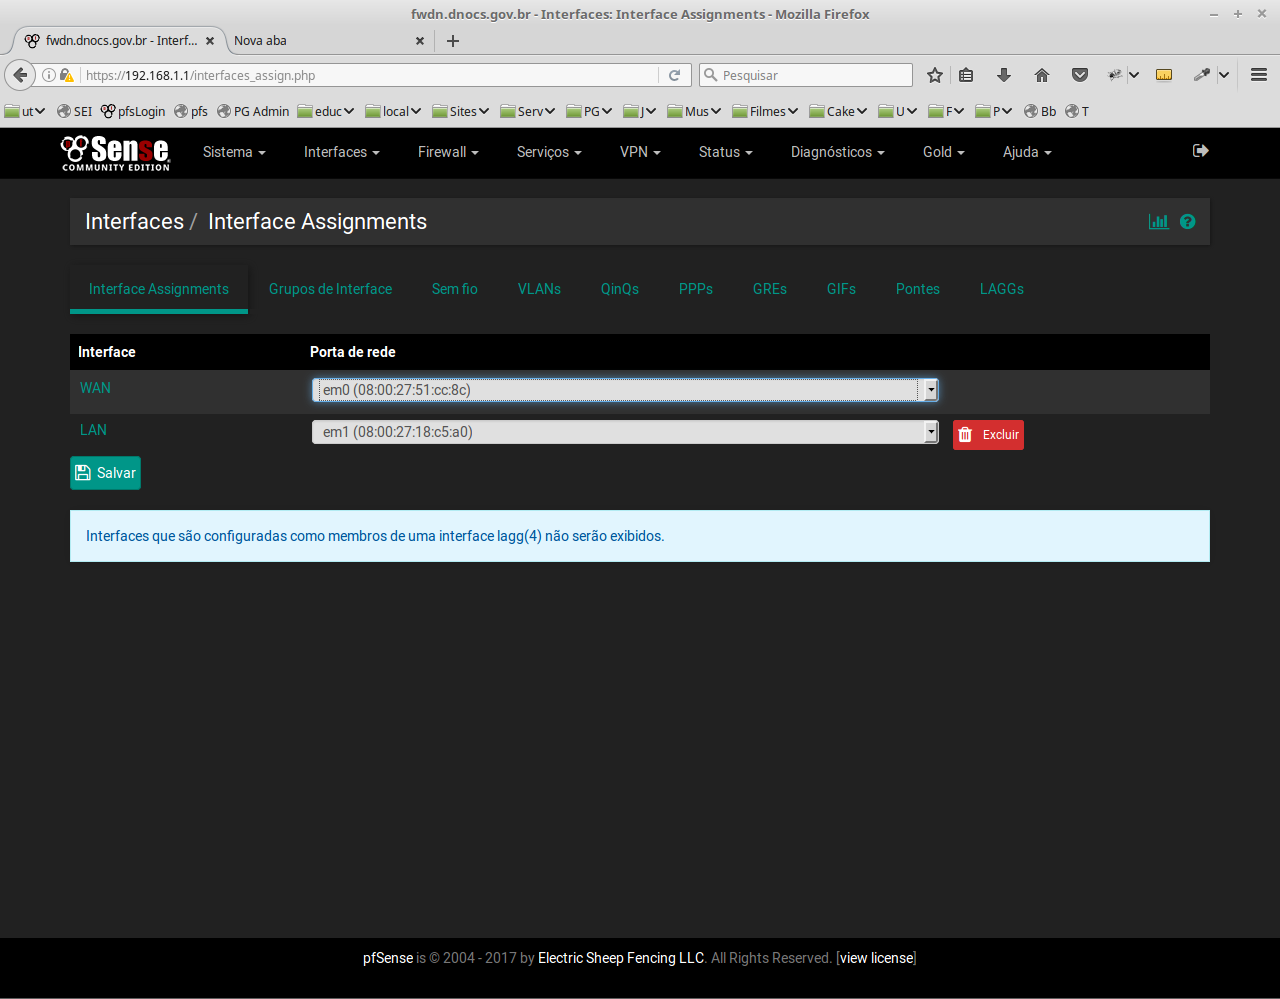 fwdn.dnocs.gov.br - Interfaces: Interface Assignments - Mozilla Firefox
fwdn.dnocs.gov.br - Interf... Nova aba
https://192.168.1.1/interfaces_assign.php Pesquisar
ut SEI pfsLogin pfs PG Admin educ local Sites Serv PG J Mus Filmes Cake U F P Bb T
Sense Sistema Interfaces Firewall Serviços VPN Status Diagnósticos Gold Ajuda
COMMUNITY EDITION
Interfaces / Interface Assignments
Interface Assignments Grupos de Interface Sem fio VLANs QinQs PPPs GREs GIFs Pontes LAGGs
Interface Porta de rede
WAN em0 (08:00:27:51:cc:8c)
LAN em1 (08:00:27:18:c5:a0) Excluir
Salvar
Interfaces que são configuradas como membros de uma interface lagg(4) não serão exibidos.
pfSense is © 2004 - 2017 by Electric Sheep Fencing LLC. All Rights Reserved. [view license]